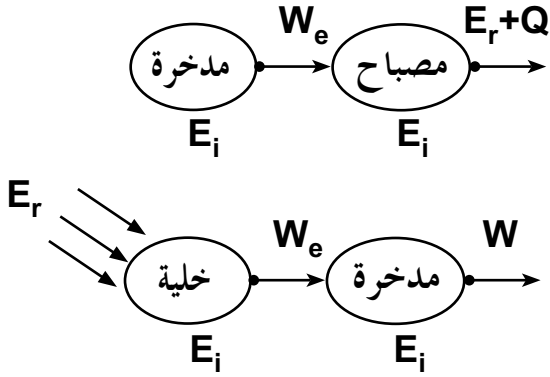 W_e E_r+Q
مدخرة مصباح
E_i E_i
E_r W_e W
خلية مدخرة
E_i E_i